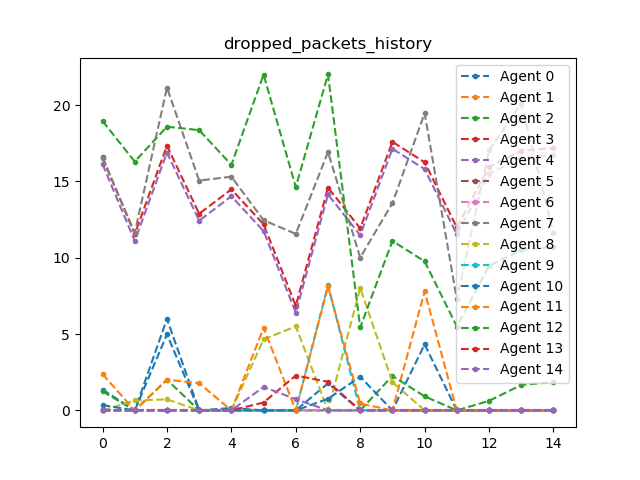 dropped_packets_history
Agent 0
Agent 1
Agent 2
Agent 3
Agent 4
Agent 5
Agent 6
Agent 7
Agent 8
Agent 9
Agent 10
Agent 11
Agent 12
Agent 13
Agent 14
20
15
10
5
0
0 2 4 6 8 10 12 14